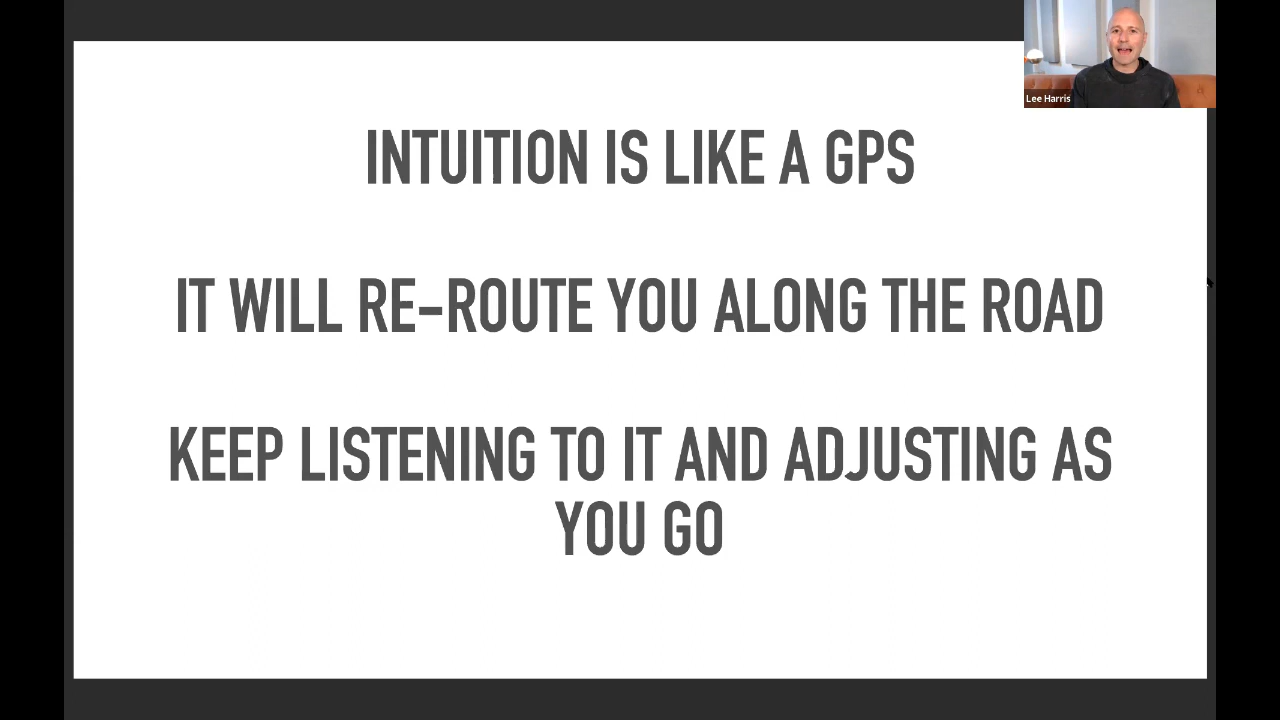 Lee Harris
INTUITION IS LIKE A GPS
IT WILL RE-ROUTE YOU ALONG THE ROAD
KEEP LISTENING TO IT AND ADJUSTING AS
YOU GO